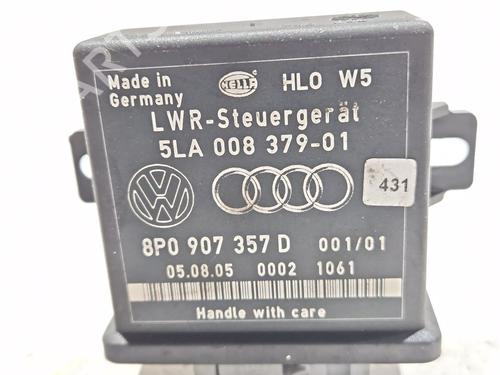 Made in
Germany
HELLA
HLO W5
LWR-Steuergerät
5LA 008 379-01
431
8P0 907 357 D 001/01
05.08.05 0002 1061
Handle with care